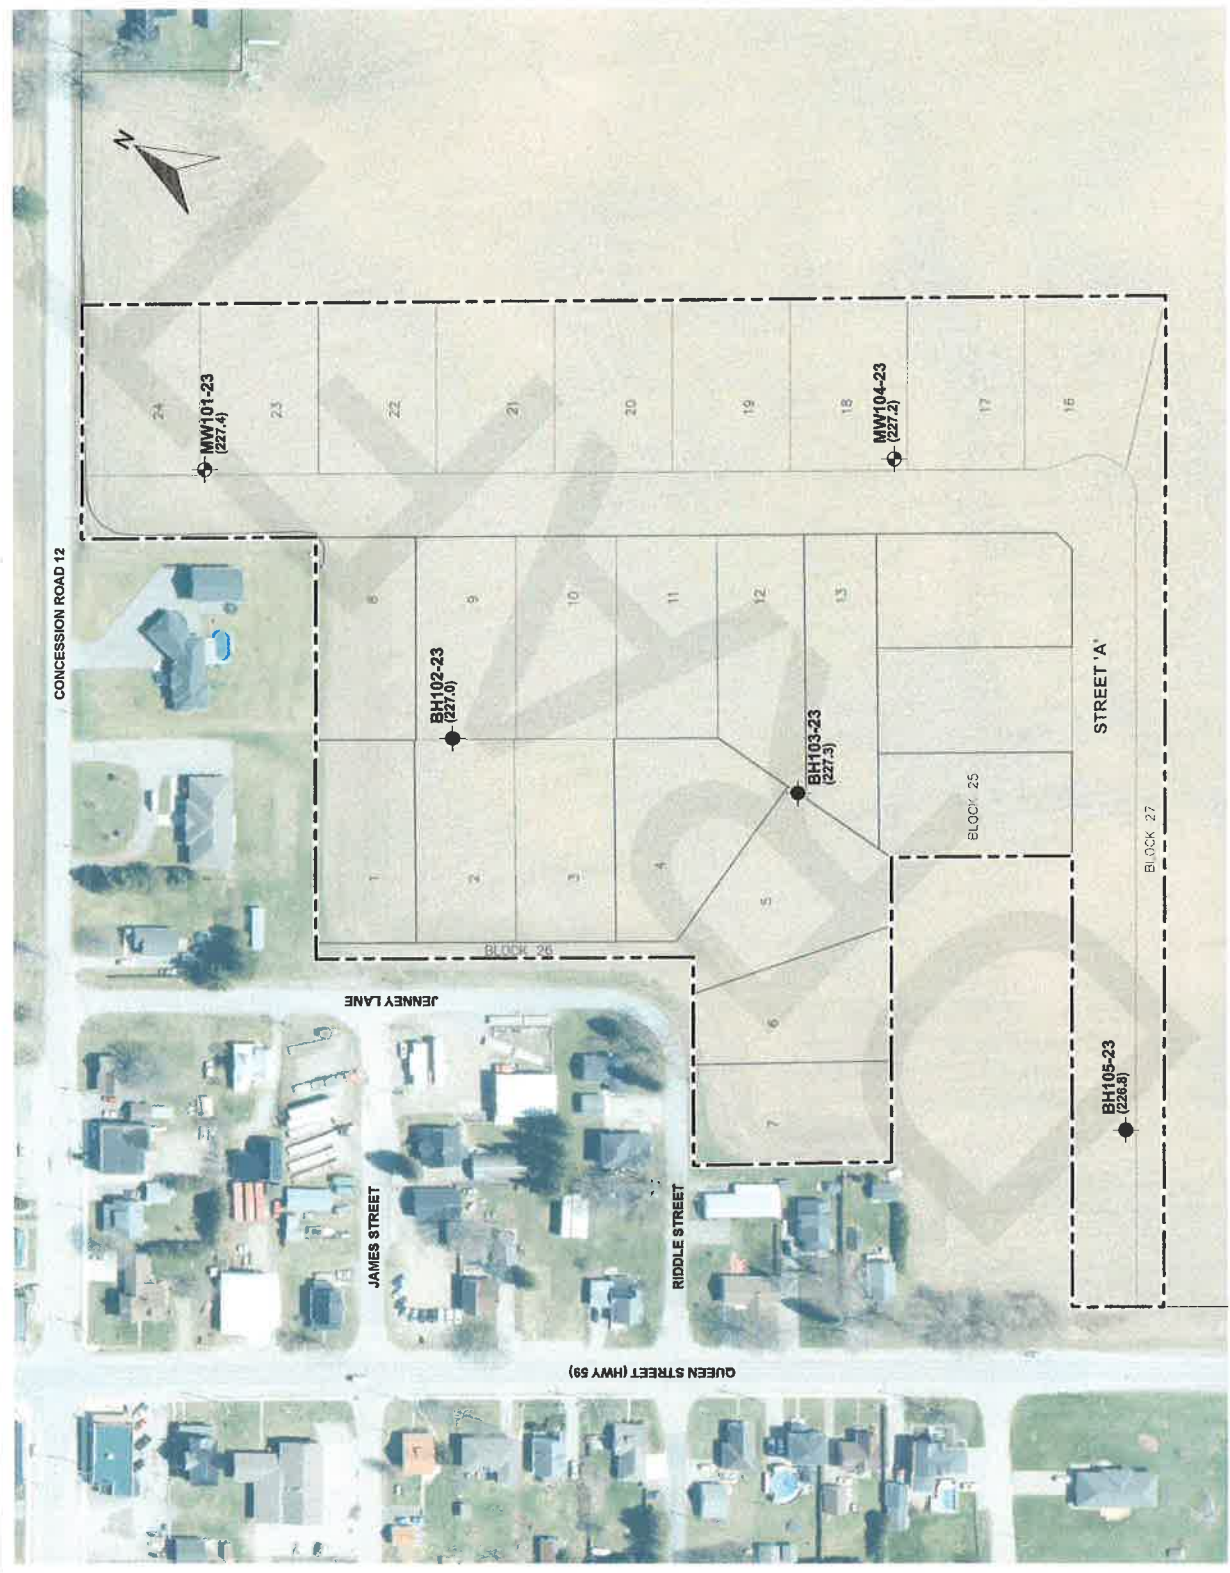 N
CONCESSION ROAD 12
24
MW101-23
(227.4)
23
22
21
20
19
18
MW104-23
(227.2)
17
16
8
9
10
11
12
13
BH102-23
(227.0)
BH103-23
(227.3)
STREET 'A'
BLOCK 25
BLOCK 27
1
2
3
4
5
6
7
BLOCK 26
JENNEY LANE
JAMES STREET
RIDDLE STREET
BH105-23
(226.8)
QUEEN STREET (HWY 59)
DRAFT